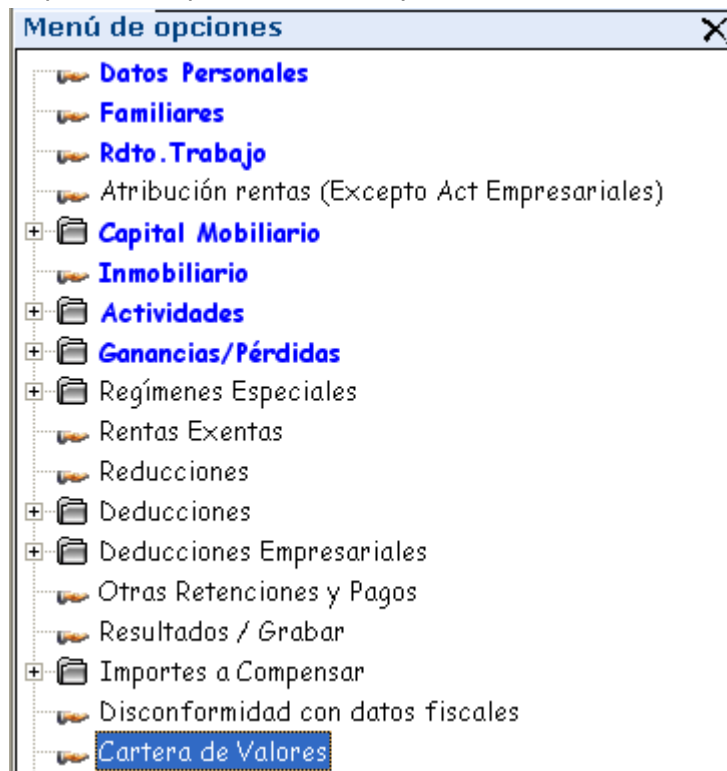 Menú de opciones
Datos Personales
Familiares
Rdto.Trabajo
Atribución rentas (Excepto Act Empresariales)
Capital Mobiliario
Inmobiliario
Actividades
Ganancias/Pérdidas
Regímenes Especiales
Rentas Exentas
Reducciones
Deducciones
Deducciones Empresariales
Otras Retenciones y Pagos
Resultados / Grabar
Importes a Compensar
Disconformidad con datos fiscales
Cartera de Valores